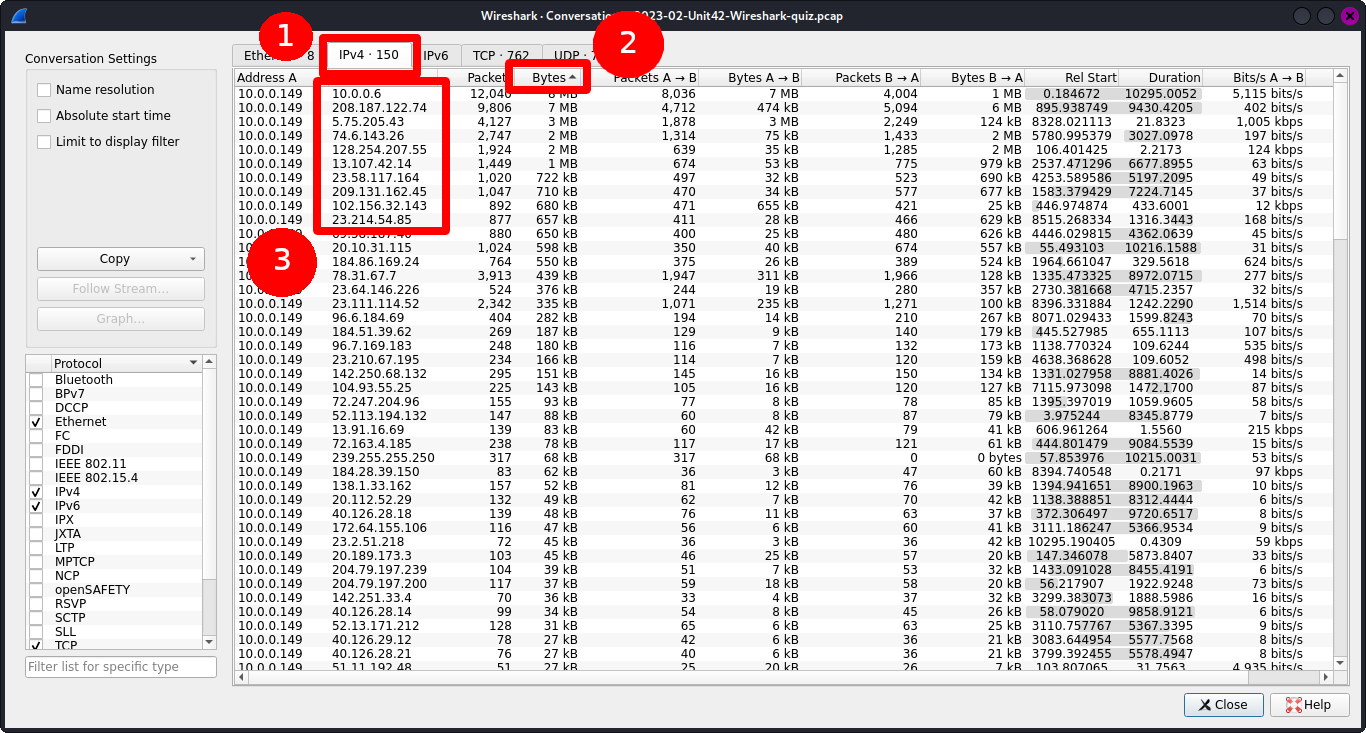 Wireshark · Conversations 2023-02-Unit42-Wireshark-quiz.pcap
Conversation Settings
Name resolution
Absolute start time
Limit to display filter
Copy
Follow Stream…
Graph…
Protocol
Bluetooth
BPv7
DCCP
Ethernet
FC
FDDI
IEEE 802.11
IEEE 802.15.4
IPv4
IPv6
IPX
JXTA
LTP
MPTCP
NCP
openSAFETY
RSVP
SCTP
SLL
TCP
Filter list for specific type
8 IPv4 · 150 IPv6 TCP · 762 UDP
1
2
3
Address A Bytes Packets A → B Bytes A → B Packets B → A Bytes B → A Rel Start Duration Bits/s A → B
10.0.0.149 10.0.0.6 12,040 8 MB 8,036 7 MB 4,004 1 MB 0.184672 10295.0052 5,115 bits/s
10.0.0.149 208.187.122.74 9,806 7 MB 4,712 474 kB 5,094 6 MB 895.938749 9430.4205 402 bits/s
10.0.0.149 5.75.205.43 4,127 3 MB 1,878 3 MB 2,249 124 kB 8328.021113 21.8323 1,005 kbps
10.0.0.149 74.6.143.26 2,747 2 MB 1,314 75 kB 1,433 2 MB 5780.995379 3027.0978 197 bits/s
10.0.0.149 128.254.207.55 1,924 2 MB 639 35 kB 1,285 2 MB 106.401425 2.2173 124 kbps
10.0.0.149 13.107.42.14 1,449 1 MB 674 53 kB 775 979 kB 2537.471296 6677.8955 63 bits/s
10.0.0.149 23.58.117.164 1,020 722 kB 497 32 kB 523 690 kB 4253.589586 5197.2095 49 bits/s
10.0.0.149 209.131.162.45 1,047 710 kB 470 34 kB 577 677 kB 1583.379429 7224.7145 37 bits/s
10.0.0.149 102.156.32.143 892 680 kB 471 655 kB 421 25 kB 446.974874 433.6001 12 kbps
10.0.0.149 23.214.54.85 877 657 kB 411 28 kB 466 629 kB 8515.268334 1316.3443 168 bits/s
880 650 kB 400 25 kB 480 626 kB 4446.029815 4362.0639 45 bits/s
20.10.31.115 1,024 598 kB 350 40 kB 674 557 kB 55.493103 10216.1588 31 bits/s
184.86.169.24 764 550 kB 375 26 kB 389 524 kB 1964.661047 329.5618 624 bits/s
78.31.67.7 3,913 439 kB 1,947 311 kB 1,966 128 kB 1335.473325 8972.0715 277 bits/s
23.64.146.226 524 376 kB 244 19 kB 280 357 kB 2730.381668 4715.2357 32 bits/s
10.0.0.149 23.111.114.52 2,342 335 kB 1,071 235 kB 1,271 100 kB 8396.331884 1242.2290 1,514 bits/s
10.0.0.149 96.6.184.69 404 282 kB 194 14 kB 210 267 kB 8071.029433 1599.8243 70 bits/s
10.0.0.149 184.51.39.62 269 187 kB 129 9 kB 140 179 kB 445.527985 655.1113 107 bits/s
10.0.0.149 96.7.169.183 248 180 kB 116 7 kB 132 173 kB 1138.770324 109.6244 535 bits/s
10.0.0.149 23.210.67.195 234 166 kB 114 7 kB 120 159 kB 4638.368628 109.6052 498 bits/s
10.0.0.149 142.250.68.132 295 151 kB 145 16 kB 150 134 kB 1331.027958 8881.4026 14 bits/s
10.0.0.149 104.93.55.25 225 143 kB 105 16 kB 120 127 kB 7115.973098 1472.1700 87 bits/s
10.0.0.149 72.247.204.96 155 93 kB 77 8 kB 78 85 kB 1395.397019 1059.9605 58 bits/s
10.0.0.149 52.113.194.132 147 88 kB 60 8 kB 87 79 kB 3.975244 8345.8779 7 bits/s
10.0.0.149 13.91.16.69 139 83 kB 60 42 kB 79 41 kB 606.961264 1.5560 215 kbps
10.0.0.149 72.163.4.185 238 78 kB 117 17 kB 121 61 kB 444.801479 9084.5539 15 bits/s
10.0.0.149 239.255.255.250 317 68 kB 317 68 kB 0 0 bytes 57.853976 10215.0031 53 bits/s
10.0.0.149 184.28.39.150 83 62 kB 36 3 kB 47 60 kB 8394.740548 0.2171 97 kbps
10.0.0.149 138.1.33.162 157 52 kB 81 12 kB 76 39 kB 1394.941651 8900.1963 10 bits/s
10.0.0.149 20.112.52.29 132 49 kB 62 7 kB 70 42 kB 1138.388851 8312.4444 6 bits/s
10.0.0.149 40.126.28.18 139 48 kB 76 11 kB 63 37 kB 372.306497 9720.6517 8 bits/s
10.0.0.149 172.64.155.106 116 47 kB 56 6 kB 60 41 kB 3111.186247 5366.9534 9 bits/s
10.0.0.149 23.2.51.218 72 45 kB 36 3 kB 36 42 kB 10295.190405 0.4309 59 kbps
10.0.0.149 20.189.173.3 103 45 kB 46 25 kB 57 20 kB 147.346078 5873.8407 33 bits/s
10.0.0.149 204.79.197.239 104 39 kB 51 7 kB 53 32 kB 1433.091028 8455.4191 6 bits/s
10.0.0.149 204.79.197.200 117 37 kB 59 18 kB 58 20 kB 56.217907 1922.9248 73 bits/s
10.0.0.149 142.251.33.4 70 36 kB 33 4 kB 37 32 kB 3299.383073 1888.5986 16 bits/s
10.0.0.149 40.126.28.14 99 34 kB 54 8 kB 45 26 kB 58.079020 9858.9121 6 bits/s
10.0.0.149 52.13.171.212 128 31 kB 65 6 kB 63 25 kB 3110.757767 5367.3395 9 bits/s
10.0.0.149 40.126.29.12 78 27 kB 42 6 kB 36 21 kB 3083.644954 5577.7568 8 bits/s
10.0.0.149 40.126.28.21 76 27 kB 40 6 kB 36 21 kB 3799.392455 5578.4947 8 bits/s
10.0.0.149 51.11.192.48 51 27 kB 25 20 kB 26 7 kB 103.807065 31.7563 4,935 bits/s
Close
Help